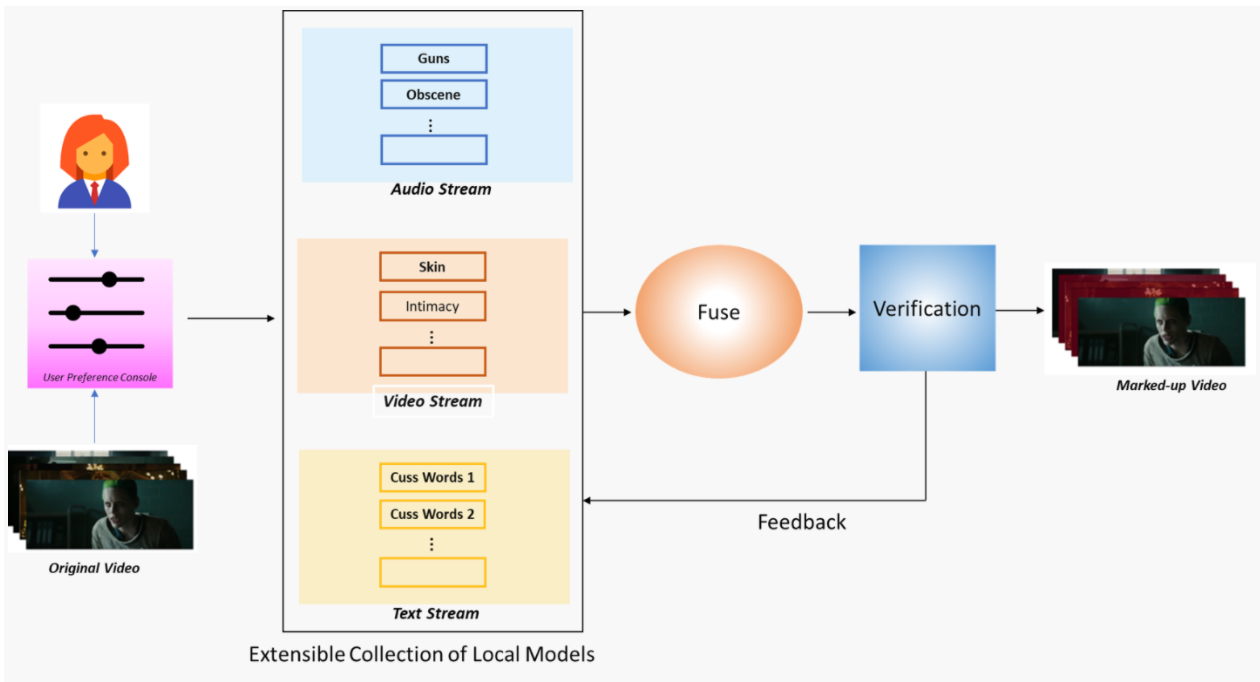 Guns
Obscene
Audio Stream
User Preference Console
Original Video
Skin
Intimacy
Video Stream
Cuss Words 1
Cuss Words 2
Text Stream
Extensible Collection of Local Models
Fuse
Verification
Feedback
Marked-up Video